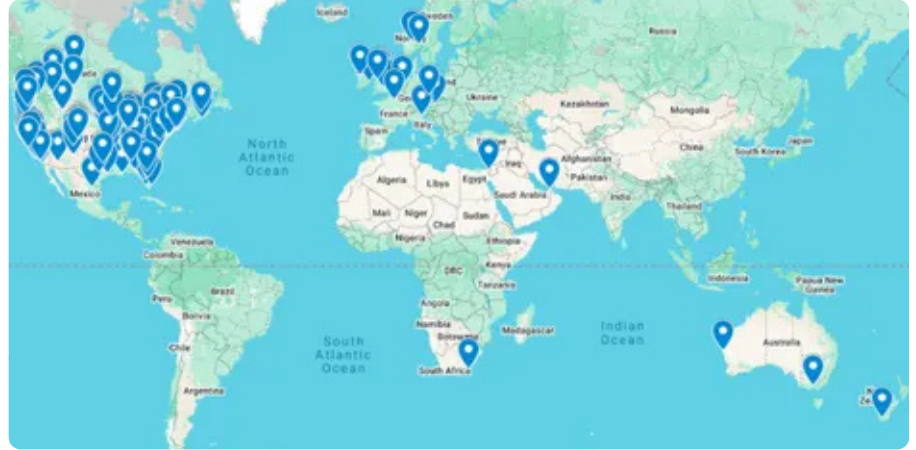 Iceland
Russia
Ukraine
France
Spain
Italy
Kazakhstan
Mongolia
China
Japan
South Korea
Afghanistan
Pakistan
Iraq
Egypt
Saudi Arabia
India
Thailand
North
Atlantic
Ocean
Mexico
Algeria
Libya
Mali
Niger
Chad
Sudan
Nigeria
Ethiopia
Venezuela
Colombia
DRC
Kenya
Tanzania
Indonesia
Papua New
Guinea
Peru
Brazil
Bolivia
Angola
Namibia
Madagascar
South
Atlantic
Ocean
Indian
Ocean
Chile
South Africa
Australia
Argentina